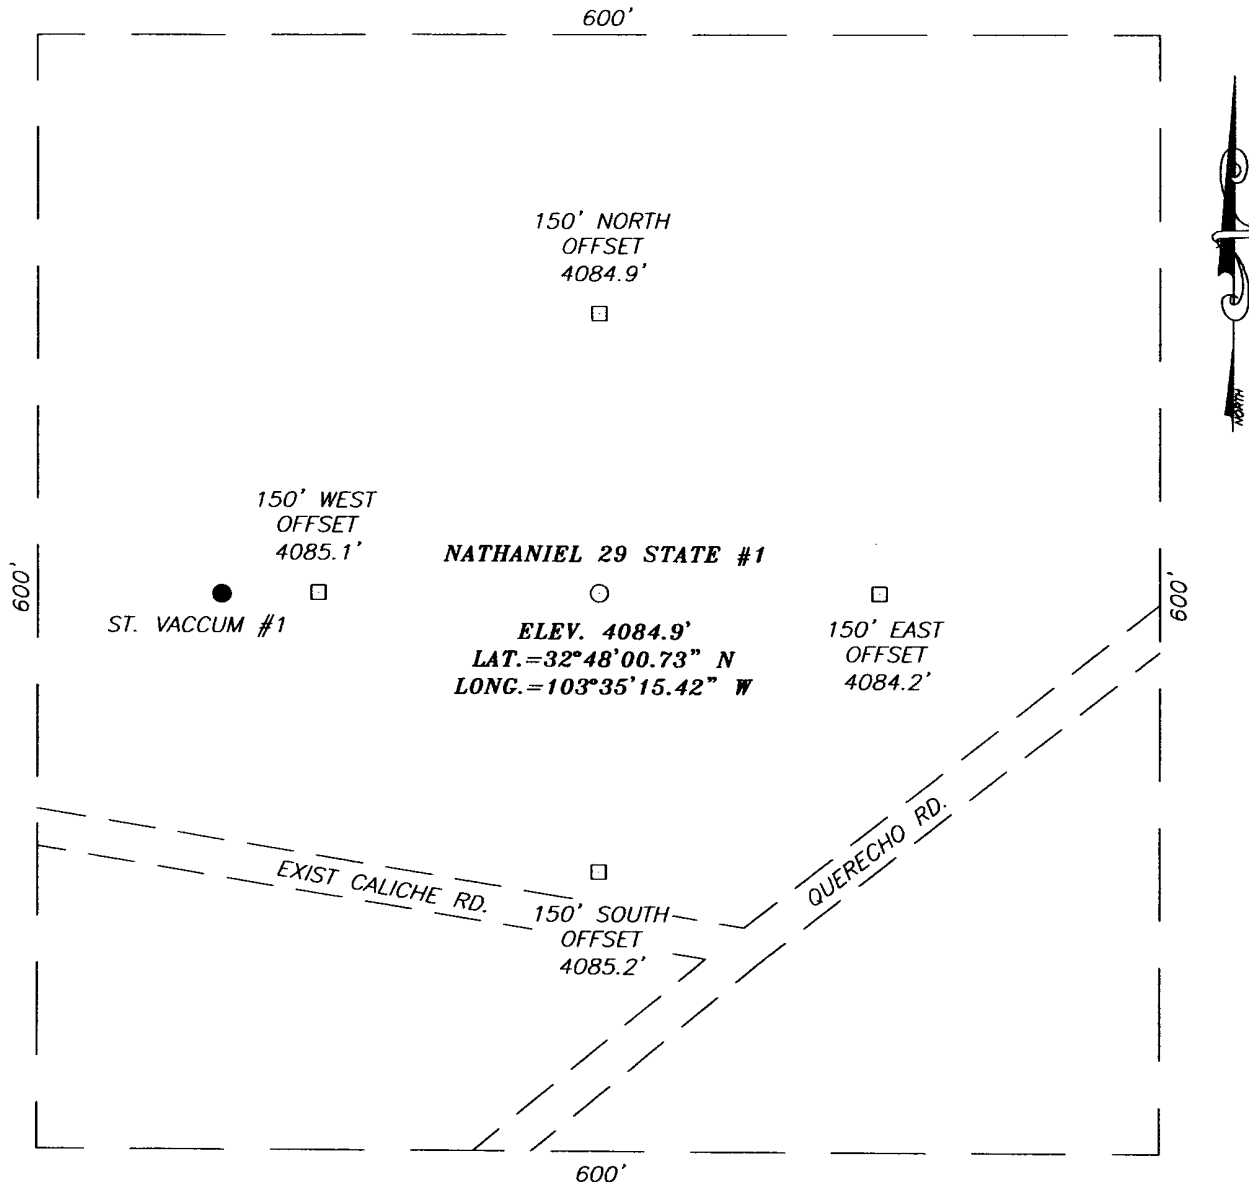 600'
150' NORTH
OFFSET
4084.9'
NORTH
150' WEST
OFFSET
4085.1'
NATHANIEL 29 STATE #1
600'
600'
ST. VACCUM #1
ELEV. 4084.9'
LAT.=32°48'00.73" N
LONG.=103°35'15.42" W
150' EAST
OFFSET
4084.2'
EXIST CALICHE RD.
QUERECHO RD.
150' SOUTH
OFFSET
4085.2'
600'